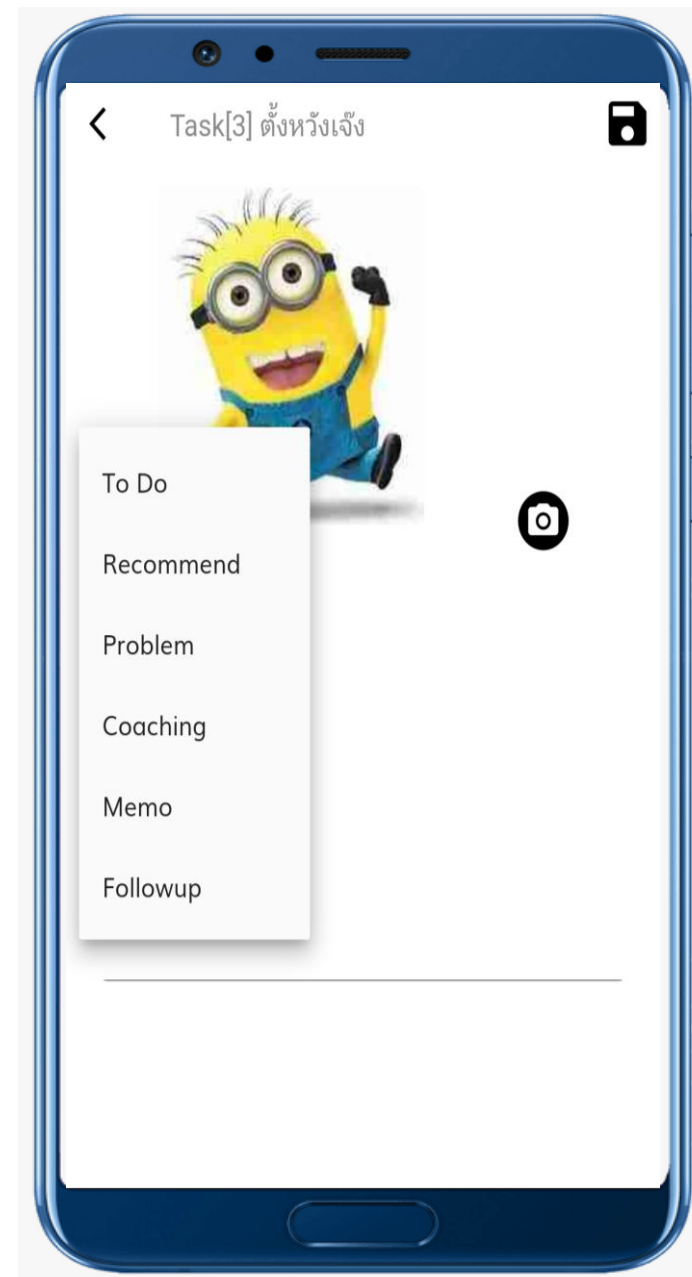 Task[3] ตั้งหวังเจ๊ง
To Do
Recommend
Problem
Coaching
Memo
Followup